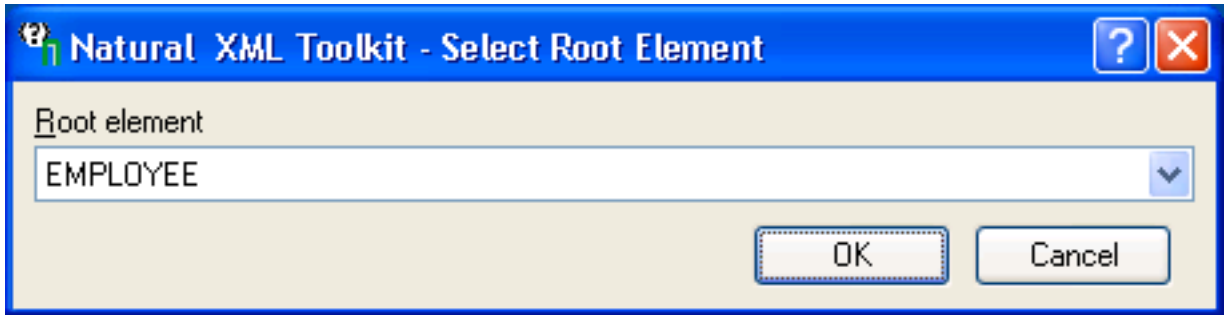 Natural XML Toolkit - Select Root Element
Root element
EMPLOYEE
OK Cancel